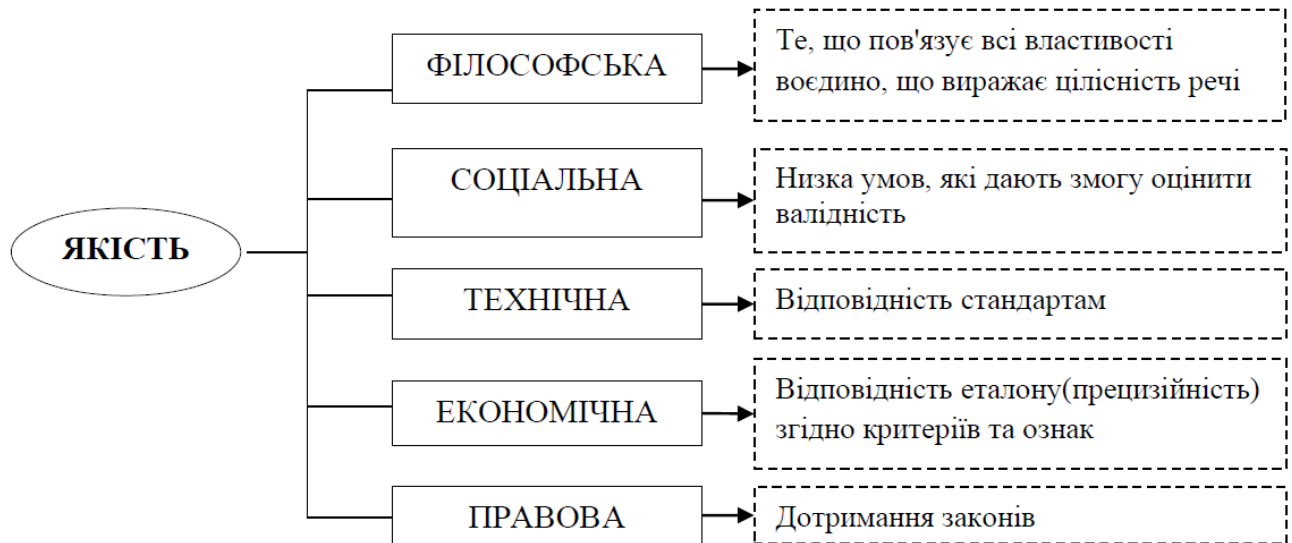 ФІЛОСОФСЬКА
Те, що пов'язує всі властивості
воєдино, що виражає цілісність речі
СОЦІАЛЬНА
Низка умов, які дають змогу оцінити
валідність
ЯКІСТЬ
ТЕХНІЧНА
Відповідність стандартам
ЕКОНОМІЧНА
Відповідність еталону(прецизійність)
згідно критеріїв та ознак
ПРАВОВА
Дотримання законів